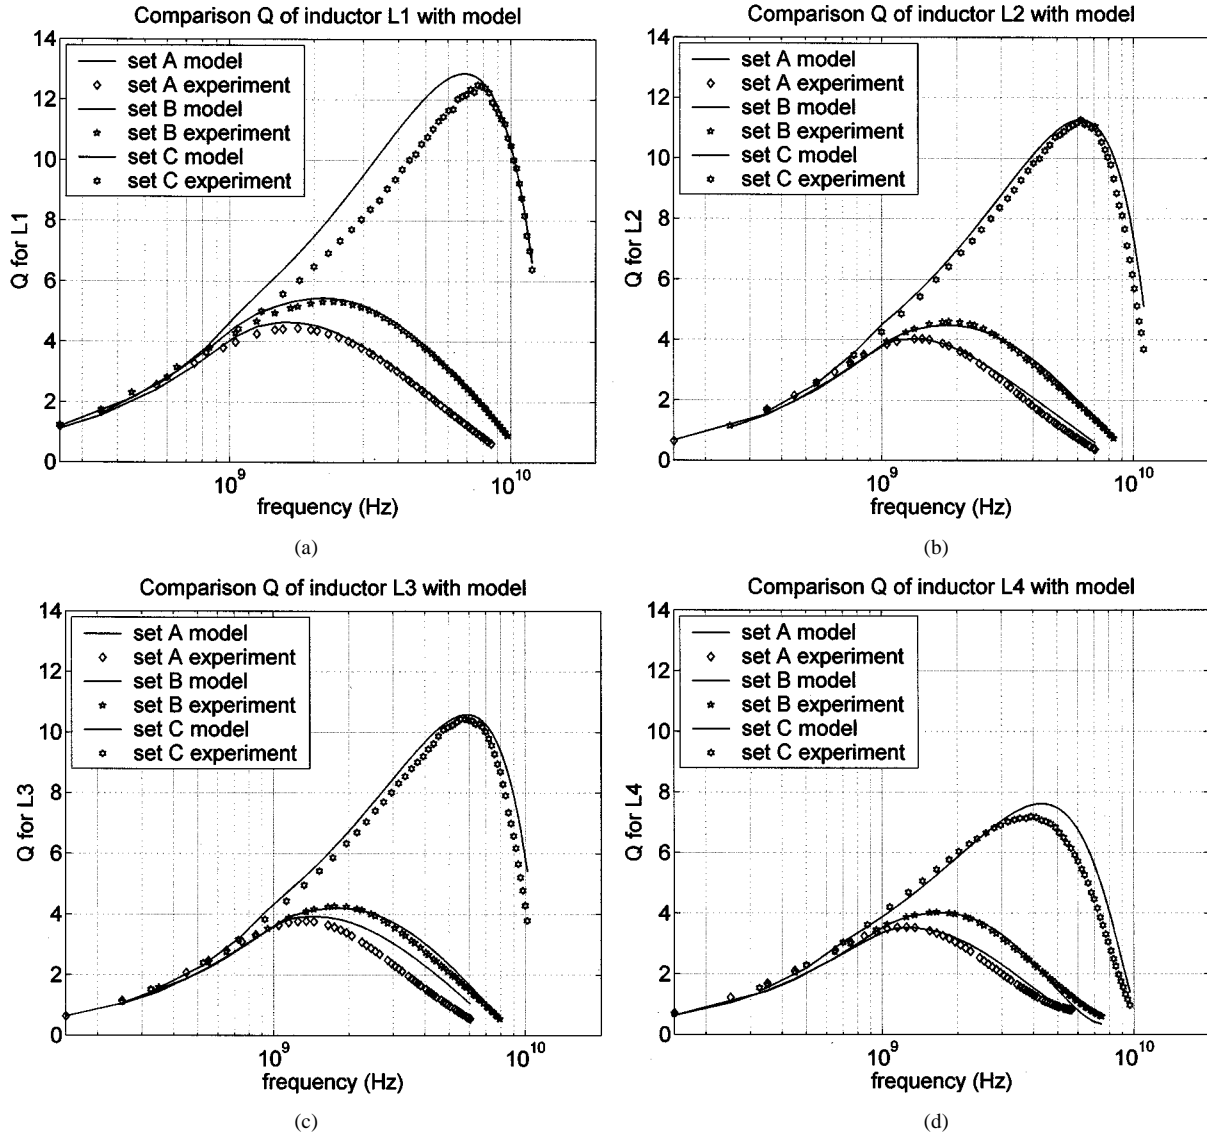 Comparison Q of inductor L1 with model
14
12
10
8
6
4
2
0
Q for L1
set A model
set A experiment
set B model
set B experiment
set C model
set C experiment
10^9
10^10
frequency (Hz)
(a)
Comparison Q of inductor L2 with model
14
12
10
8
6
4
2
0
Q for L2
set A model
set A experiment
set B model
set B experiment
set C model
set C experiment
10^9
10^10
frequency (Hz)
(b)
Comparison Q of inductor L3 with model
14
12
10
8
6
4
2
0
Q for L3
set A model
set A experiment
set B model
set B experiment
set C model
set C experiment
10^9
10^10
frequency (Hz)
(c)
Comparison Q of inductor L4 with model
14
12
10
8
6
4
2
0
Q for L4
set A model
set A experiment
set B model
set B experiment
set C model
set C experiment
10^9
10^10
frequency (Hz)
(d)